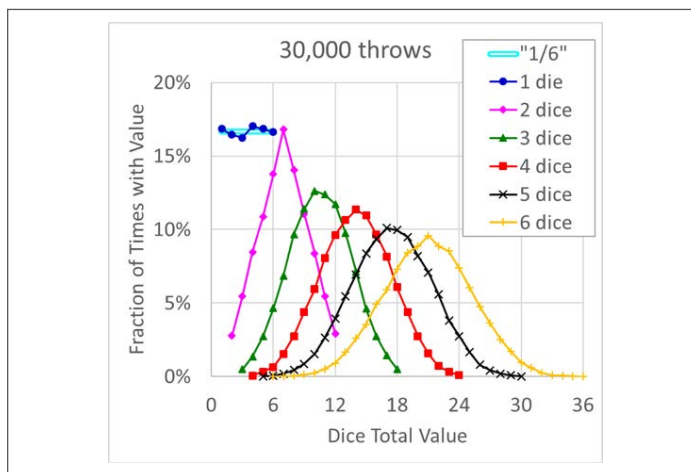 30,000 throws
"1/6"
1 die
2 dice
3 dice
4 dice
5 dice
6 dice
20%
15%
10%
5%
0%
Fraction of Times with Value
0 6 12 18 24 30 36
Dice Total Value